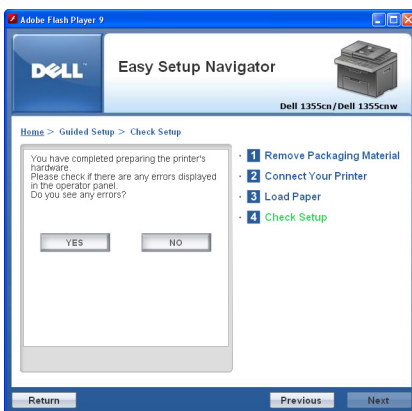 Adobe Flash Player 9
DELL™
Easy Setup Navigator
Dell 1355cn/Dell 1355cnw
Home > Guided Setup > Check Setup
You have completed preparing the printer's
hardware.
Please check if there are any errors displayed
in the operator panel.
Do you see any errors?
YES
NO
1 Remove Packaging Material
2 Connect Your Printer
3 Load Paper
4 Check Setup
Return
Previous
Next